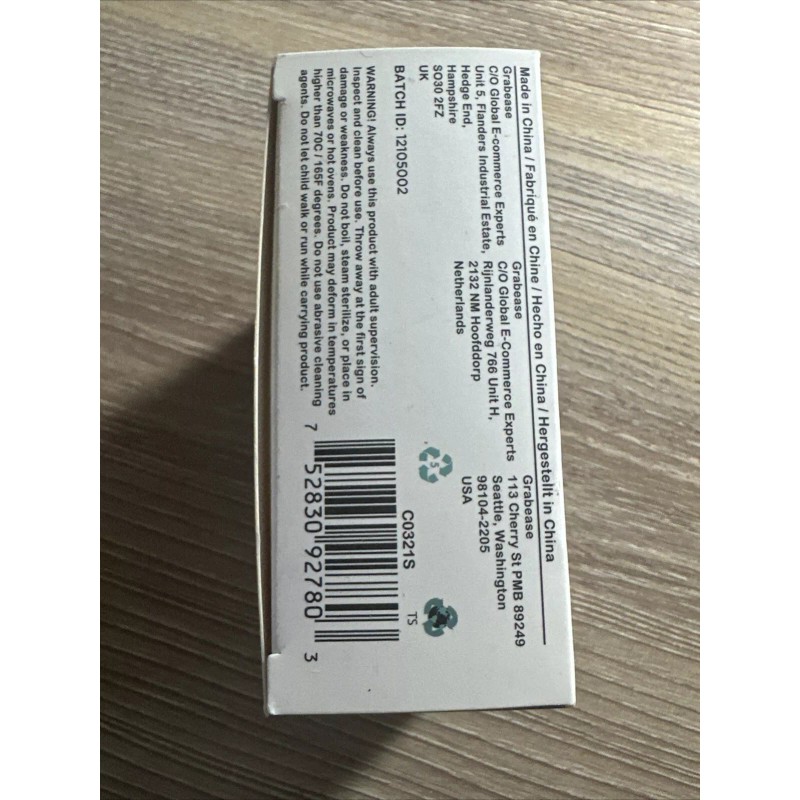 Made in China / Fabriqué en Chine / Hecho en China / Hergestellt in China
Grabease
C/O Global E-commerce Experts
Unit 5, Flanders Industrial Estate,
Hedge End,
Hampshire
SO30 2FZ
UK
Grabease
C/O Global E-Commerce Experts
Rijnlanderweg 766 Unit H,
2132 NM Hoofddorp
Netherlands
Grabease
113 Cherry St PMB 89249
Seattle, Washington
98104-2205
USA
BATCH ID: 12105002
5
WARNING! Always use this product with adult supervision.
Inspect and clean before use. Throw away at the first sign of
damage or weakness. Do not boil, steam sterilize, or place in
microwaves or hot ovens. Product may deform in temperatures
higher than 70C / 165F degrees. Do not use abrasive cleaning
agents. Do not let child walk or run while carrying product.
C0321S
TS
7 52830 92780 3